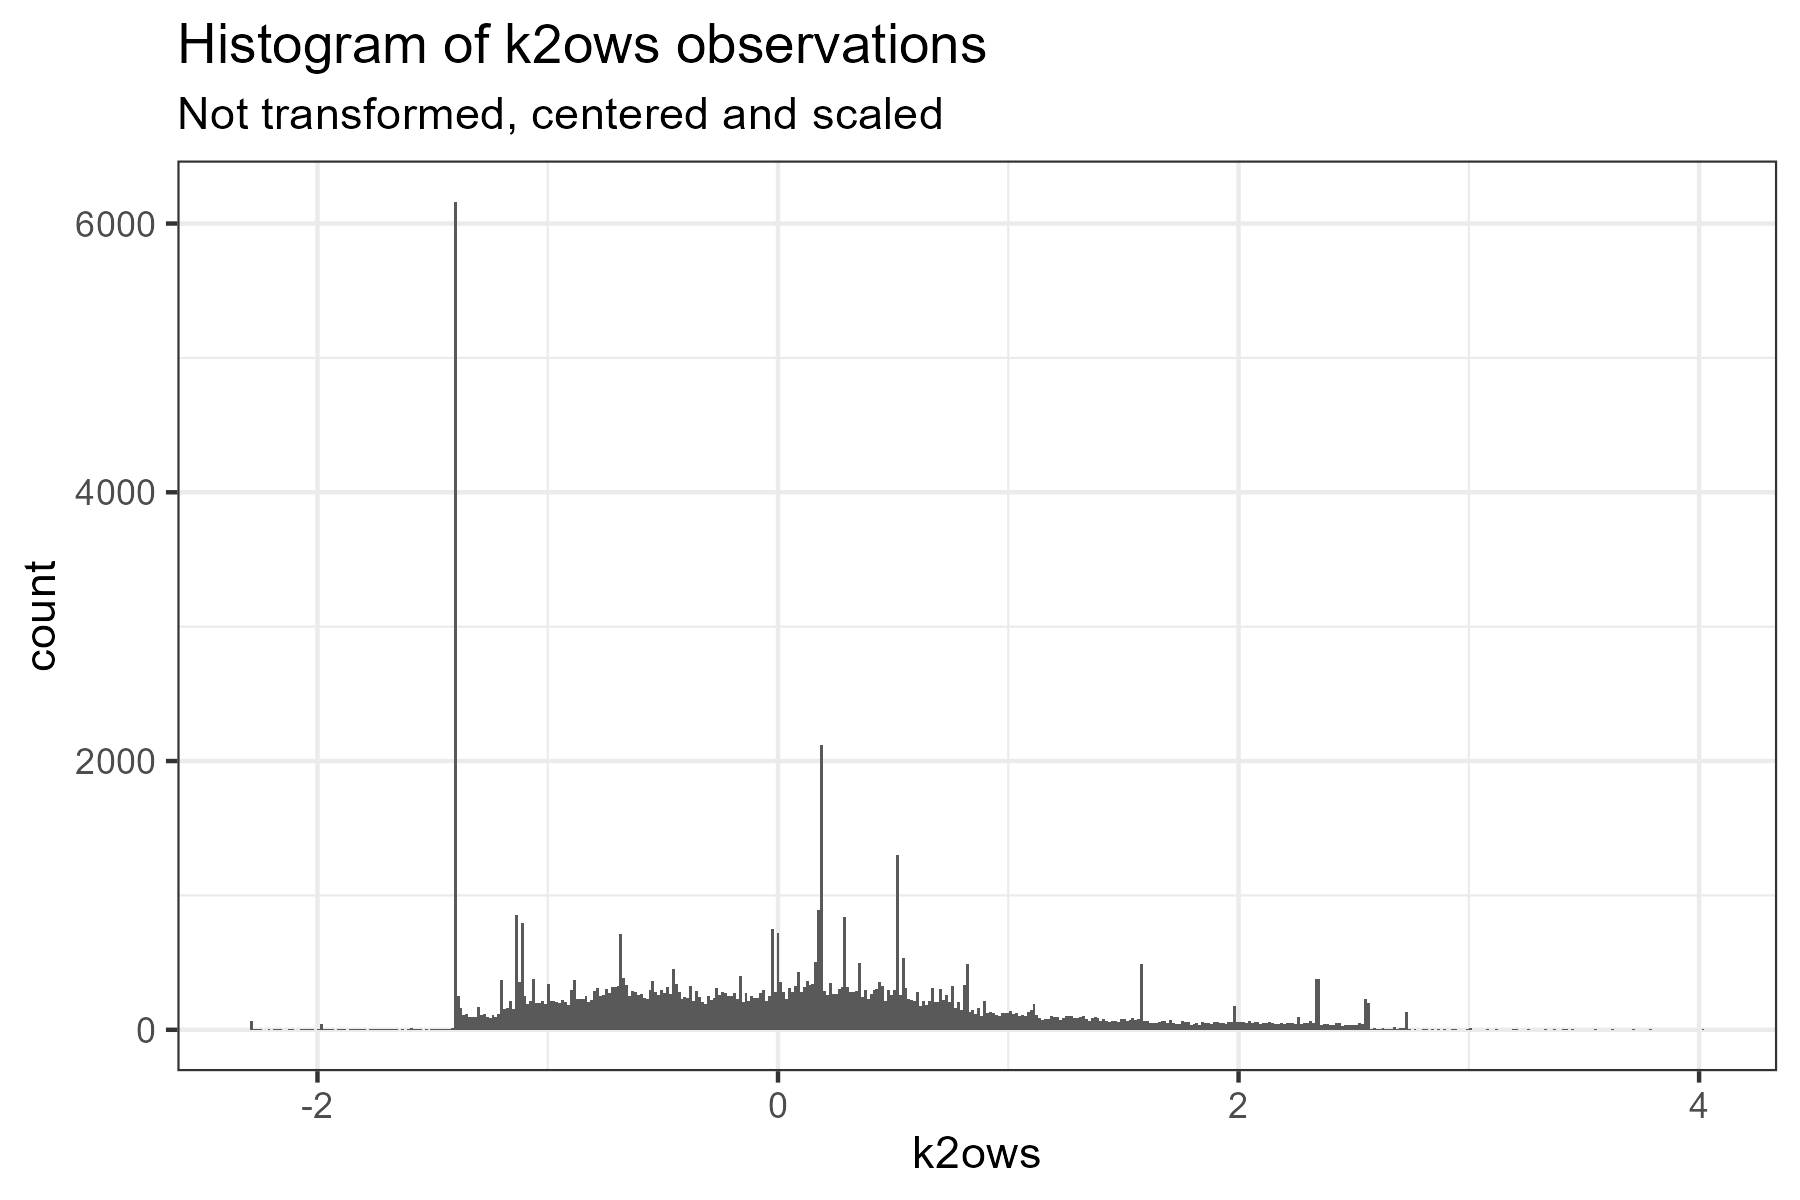 Histogram of k2ows observations
Not transformed, centered and scaled
6000
4000
2000
0
count
-2
0
2
4
k2ows